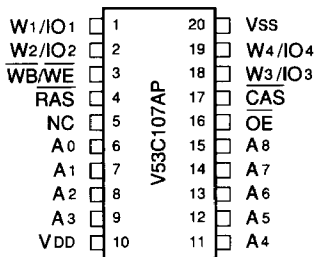 W1/IO1 1 20 VSS
W2/IO2 2 19 W4/IO4
WB/WE 3 18 W3/IO3
RAS 4 17 CAS
NC 5 16 OE
A0 6 15 A8
A1 7 14 A7
A2 8 13 A6
A3 9 12 A5
VDD 10 11 A4
V53C107AP